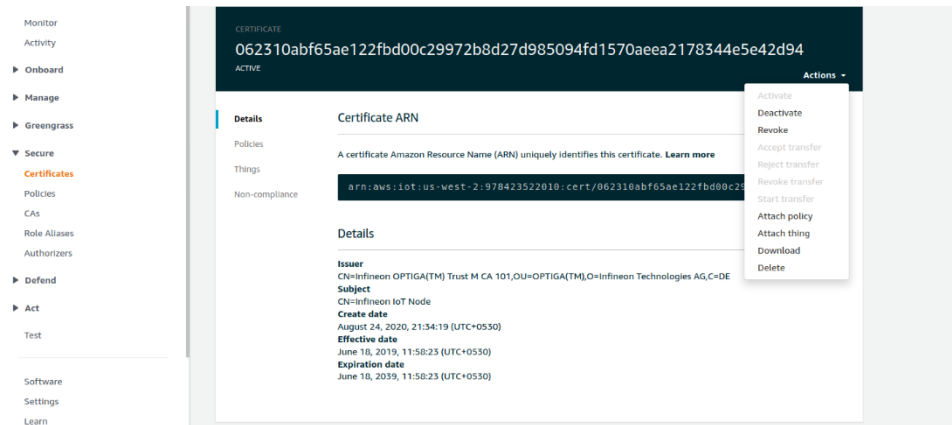 Monitor
Activity
Onboard
Manage
Greengrass
Secure
Certificates
Policies
CAs
Role Aliases
Authorizers
Defend
Act
Test
Software
Settings
Learn
CERTIFICATE
062310abf65ae122fbd00c29972b8d27d985094fd1570aeea2178344e5e42d94
ACTIVE
Actions
Activate
Deactivate
Revoke
Accept transfer
Reject transfer
Revoke transfer
Start transfer
Attach policy
Attach thing
Download
Delete
Details
Policies
Things
Non-compliance
Certificate ARN
A certificate Amazon Resource Name (ARN) uniquely identifies this certificate. Learn more
arn:aws:iot:us-west-2:978423522010:cert/062310abf65ae122fbd00c29
Details
Issuer
CN=Infineon OPTIGA(TM) Trust M CA 101,OU=OPTIGA(TM),O=Infineon Technologies AG,C=DE
Subject
CN=Infineon IoT Node
Create date
August 24, 2020, 21:34:19 (UTC+0530)
Effective date
June 18, 2019, 11:58:23 (UTC+0530)
Expiration date
June 18, 2039, 11:58:23 (UTC+0530)